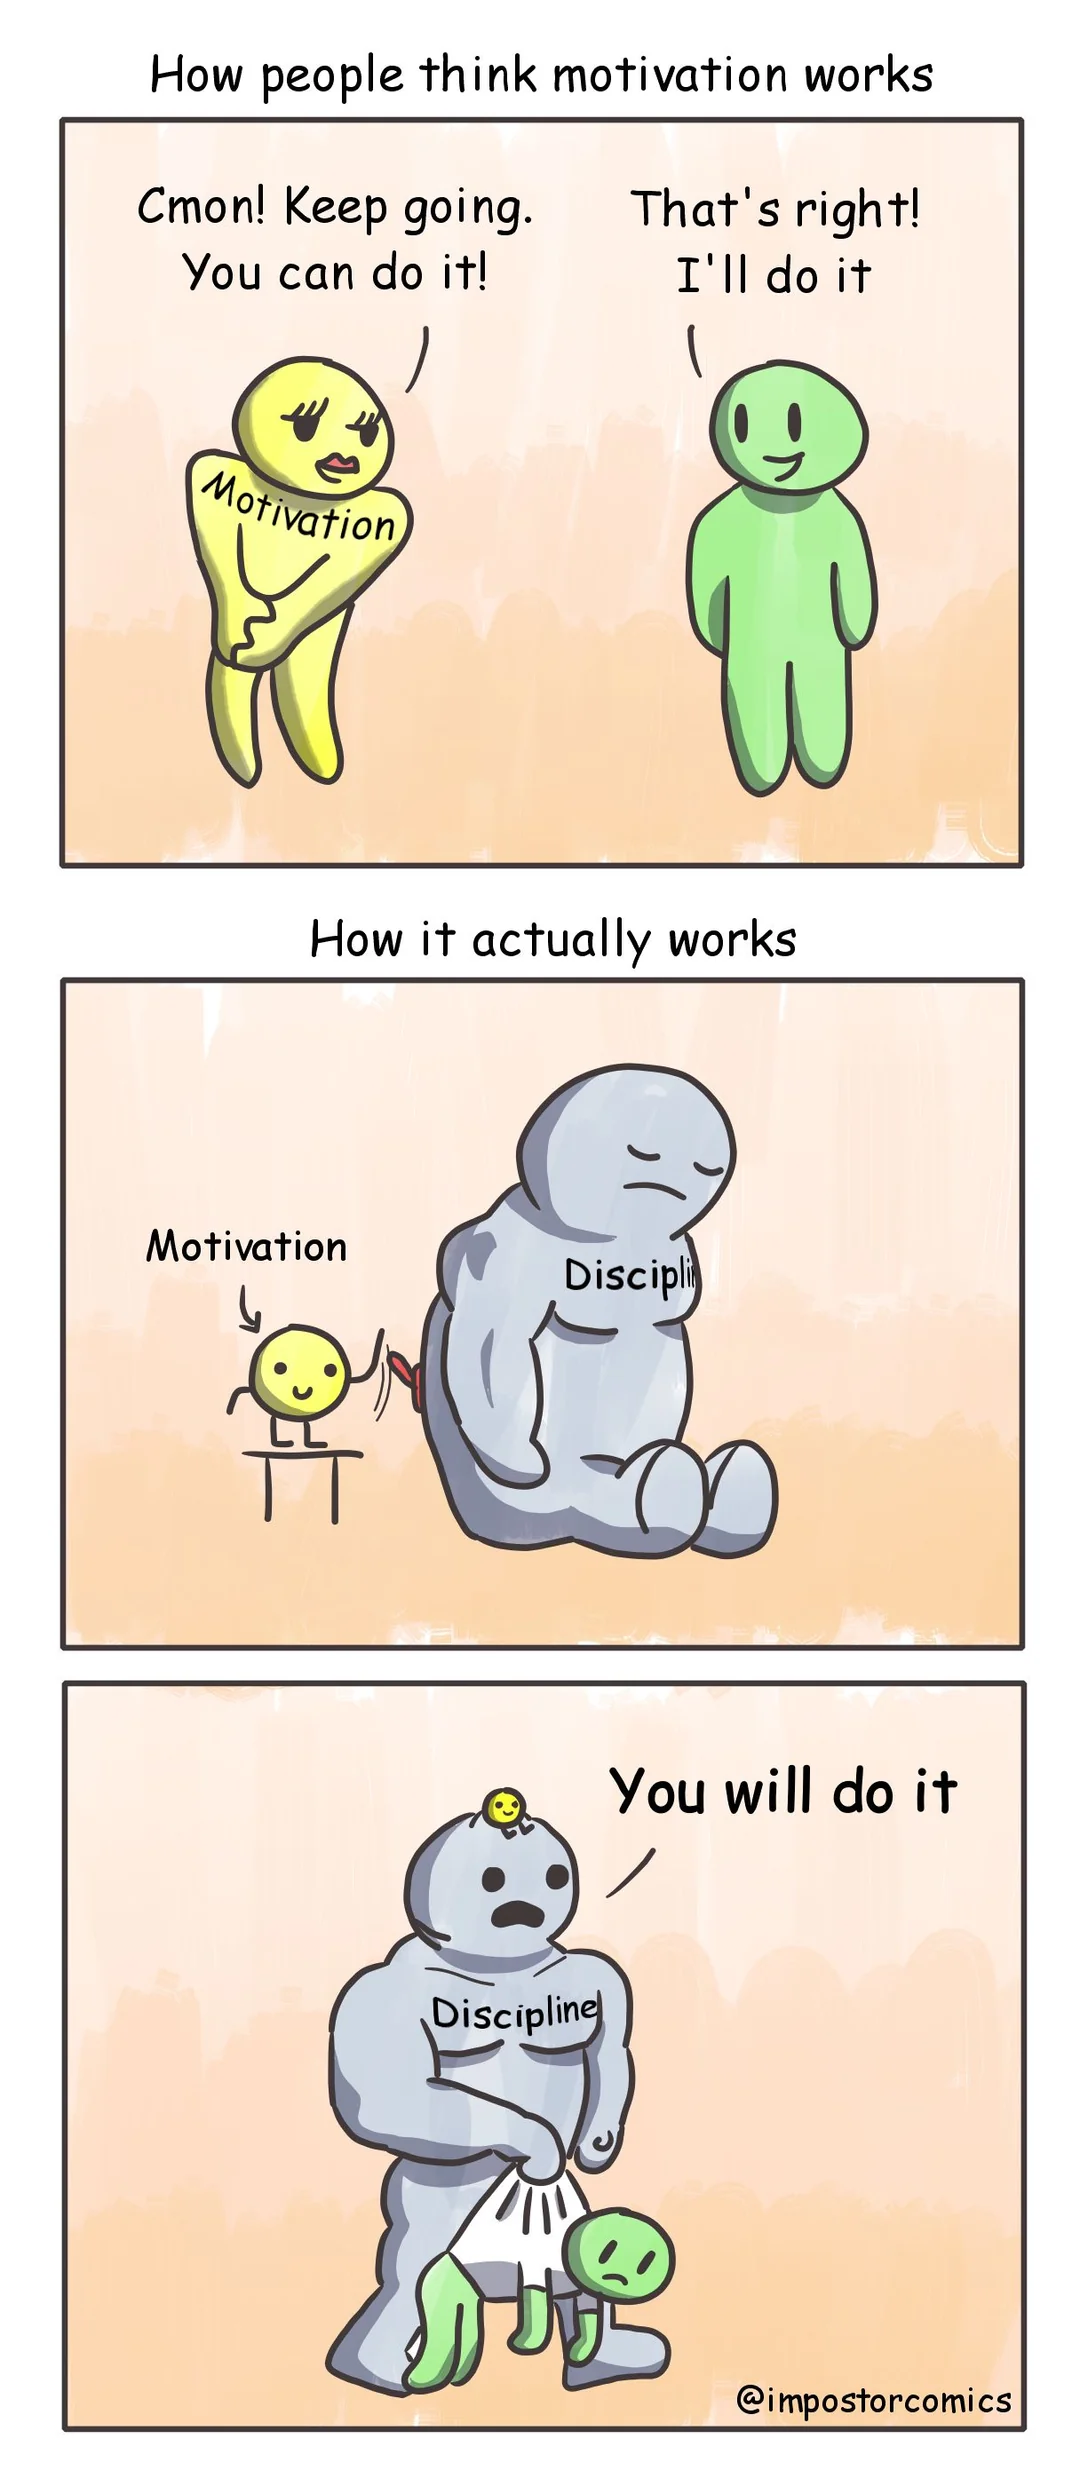 How people think motivation works
Cmon! Keep going.
You can do it!
That's right!
I'll do it
Motivation
How it actually works
Motivation
Disciplin
You will do it
Discipline
@impostorcomics